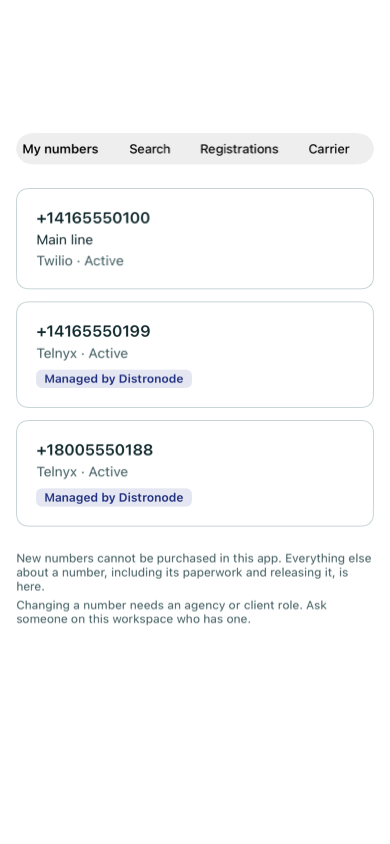 My numbers Search Registrations Carrier
+14165550100
Main line
Twilio · Active
+14165550199
Telnyx · Active
Managed by Distronode
+18005550188
Telnyx · Active
Managed by Distronode
New numbers cannot be purchased in this app. Everything else
about a number, including its paperwork and releasing it, is
here.
Changing a number needs an agency or client role. Ask
someone on this workspace who has one.